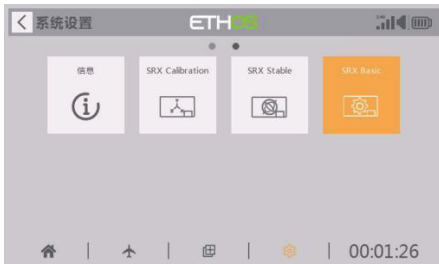 系统设置
ETHOS
信息
SRX Calibration
SRX Stable
SRX Basic
00:01:26